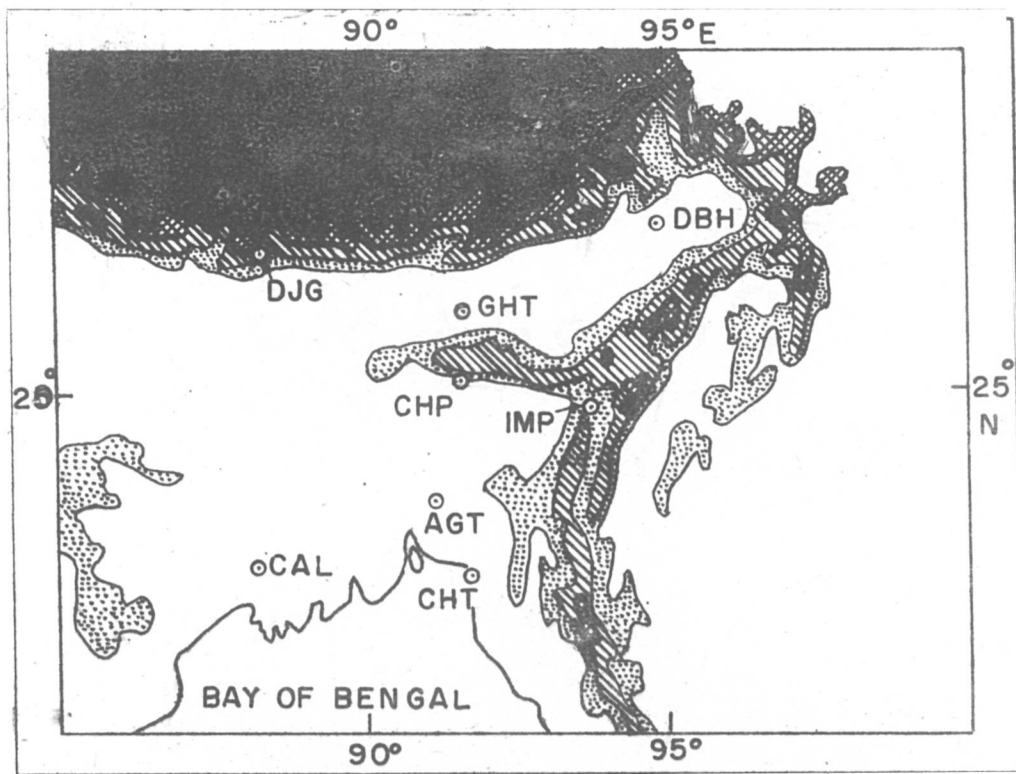 90° 95°E
DBH
DJG
GHT
25° 25°
CHP
IMP N
AGT
CAL
CHT
BAY OF BENGAL
90° 95°